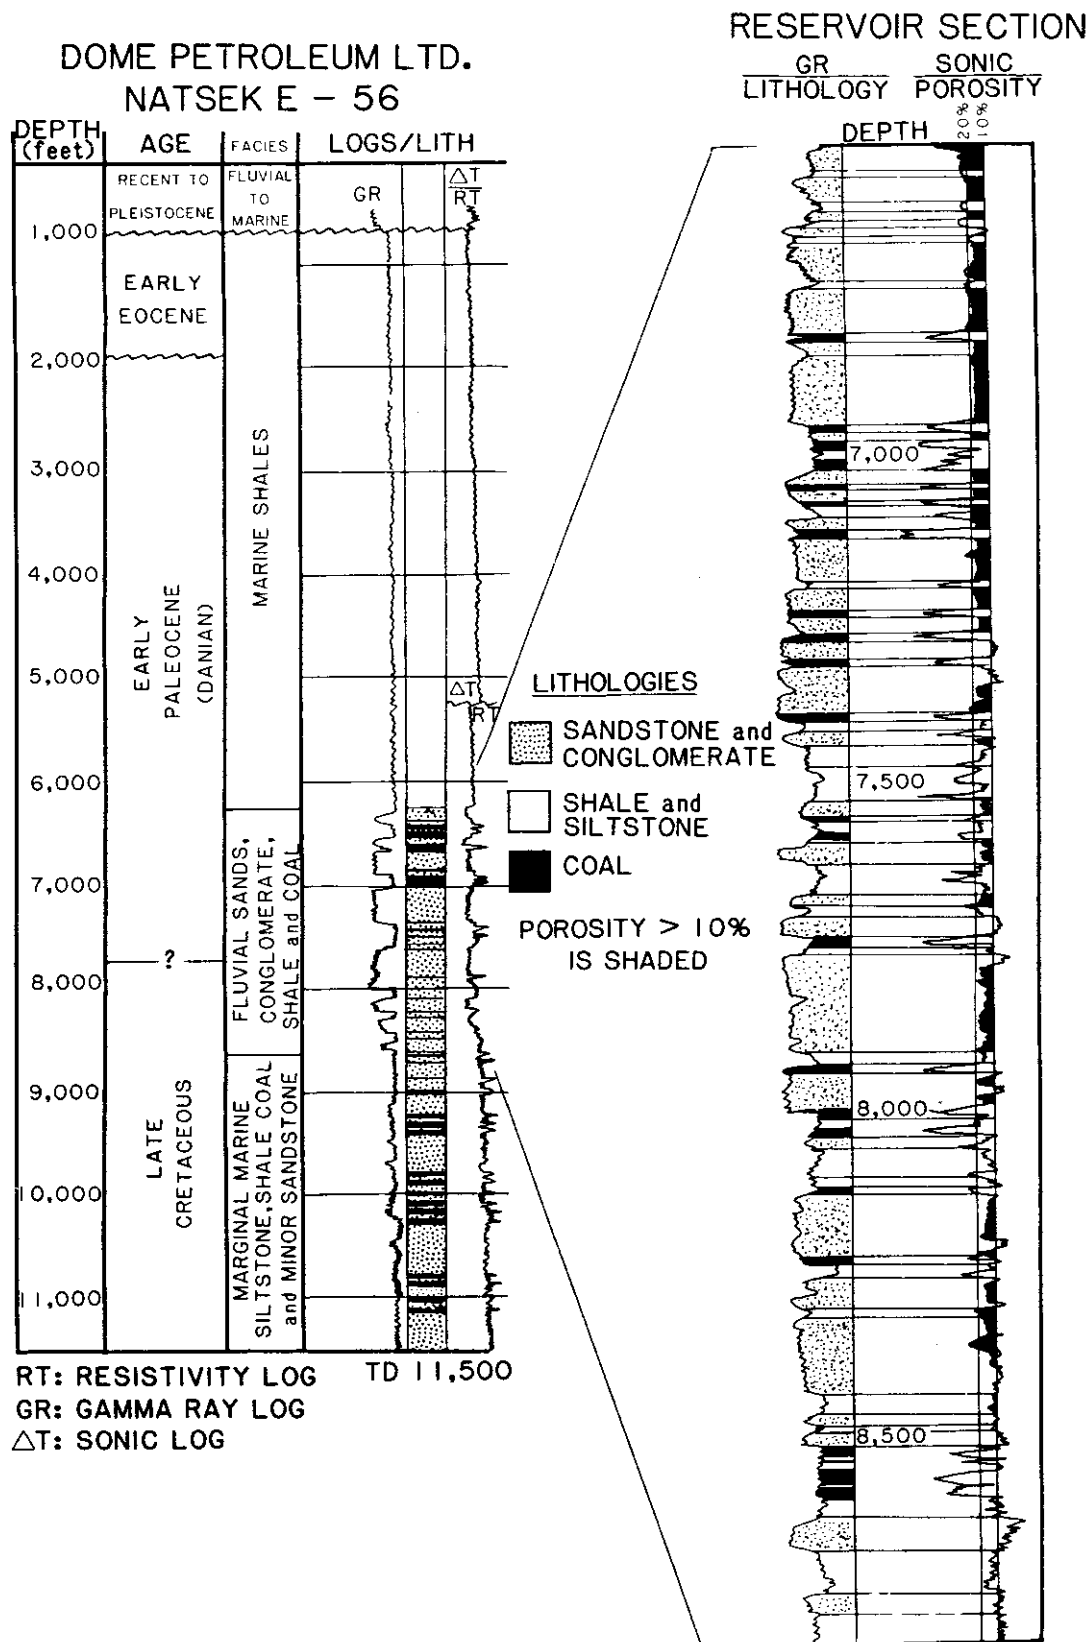 DOME PETROLEUM LTD.
NATSEK E - 56
DEPTH
(feet)
AGE
FACIES
LOGS/LITH
RECENT TO
PLEISTOCENE
FLUVIAL
TO
MARINE
GR
△T
RT
1,000
EARLY
EOCENE
2,000
3,000
MARINE SHALES
4,000
EARLY
PALEOCENE
(DANIAN)
5,000
△T
RT
6,000
7,000
FLUVIAL SANDS,
CONGLOMERATE,
SHALE and COAL
?
8,000
9,000
LATE
CRETACEOUS
MARGINAL MARINE
SILTSTONE, SHALE COAL
and MINOR SANDSTONE
10,000
11,000
TD 11,500
RT: RESISTIVITY LOG
GR: GAMMA RAY LOG
△T: SONIC LOG
LITHOLOGIES
SANDSTONE and
CONGLOMERATE
SHALE and
SILTSTONE
COAL
POROSITY > 10%
IS SHADED
RESERVOIR SECTION
GR
LITHOLOGY
SONIC
POROSITY
DEPTH
20%
10%
7,000
7,500
8,000
8,500